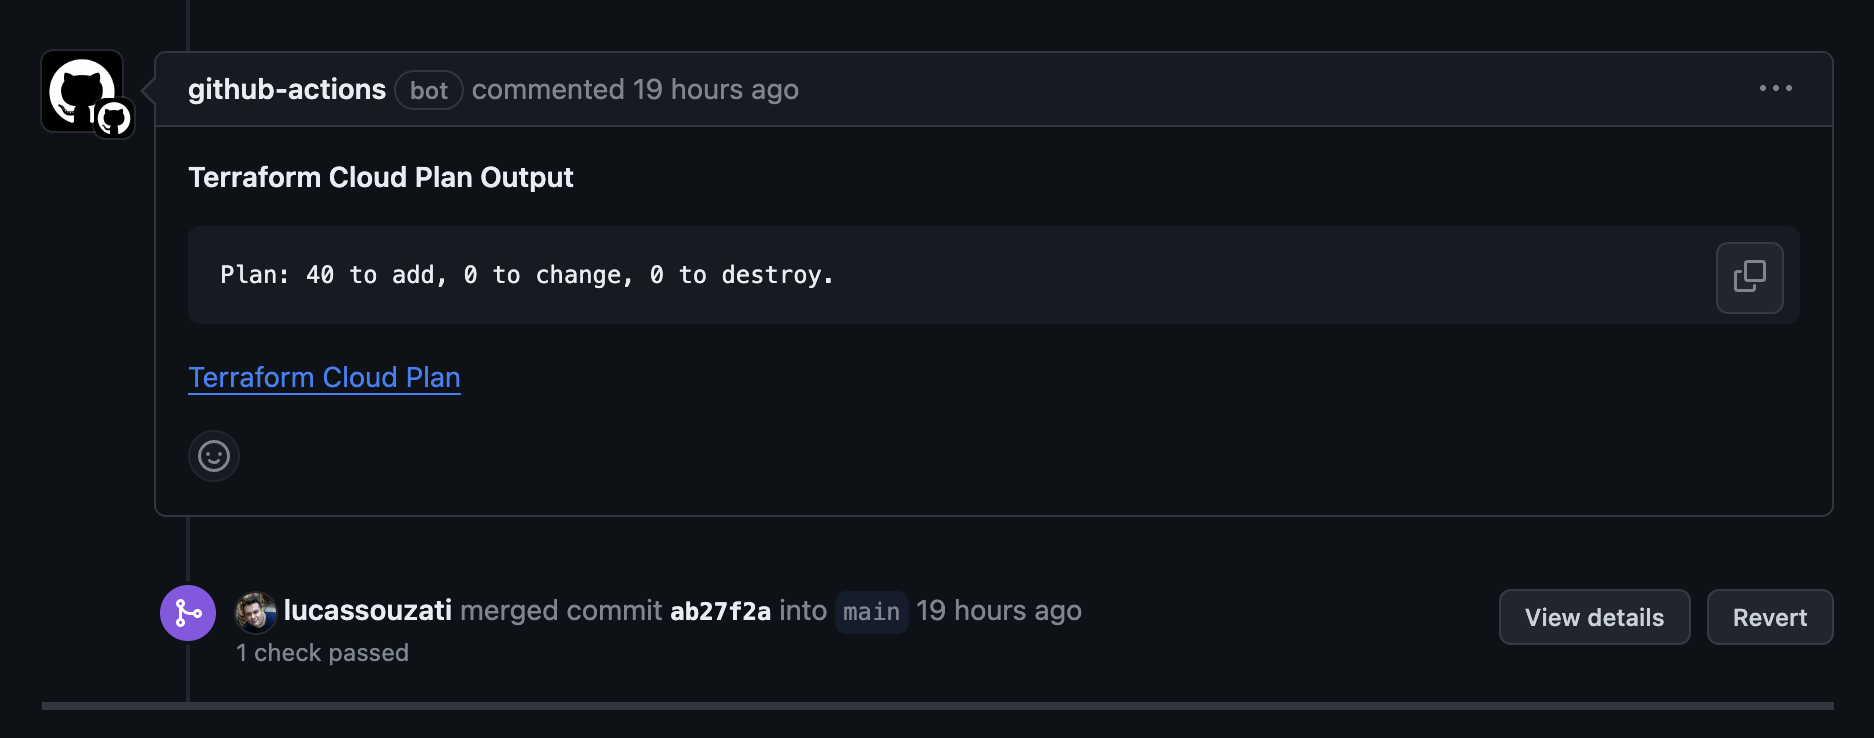 github-actions bot commented 19 hours ago
Terraform Cloud Plan Output
Plan: 40 to add, 0 to change, 0 to destroy.
Terraform Cloud Plan
lucassouzati merged commit ab27f2a into main 19 hours ago
View details
Revert
1 check passed